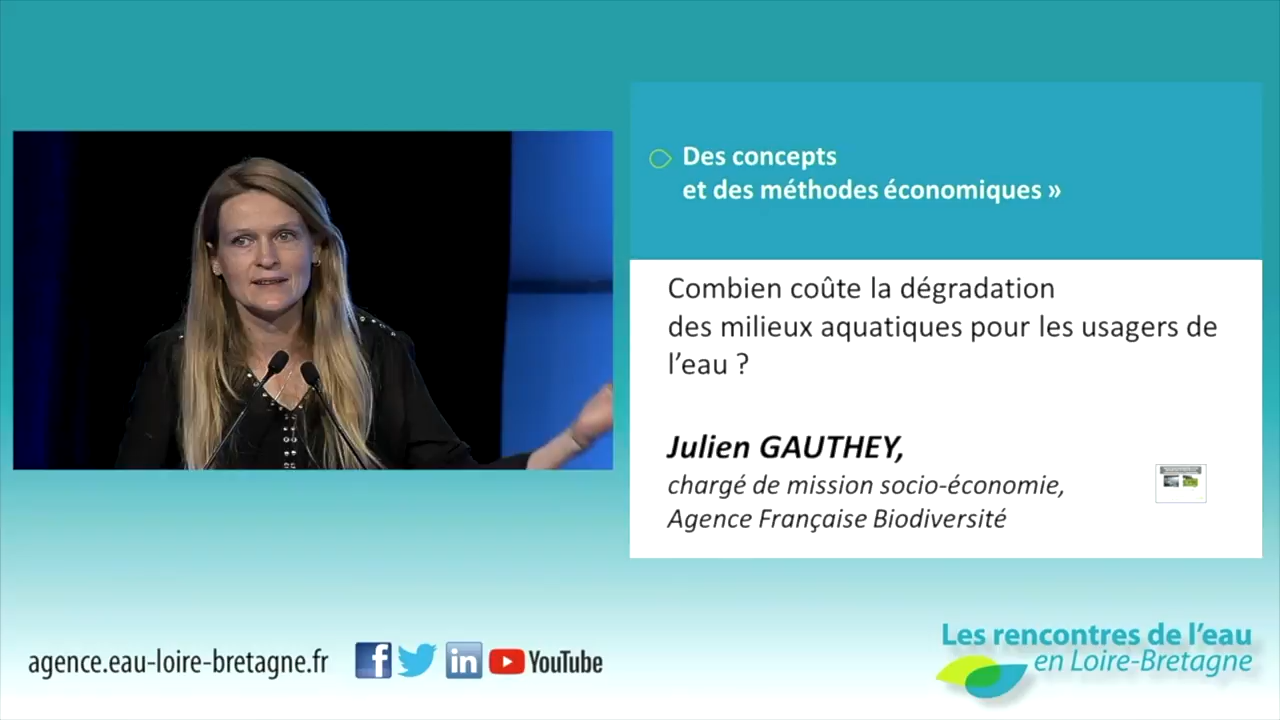 Des concepts
et des méthodes économiques »
Combien coûte la dégradation
des milieux aquatiques pour les usagers de
l’eau ?
Julien GAUTHEY,
chargé de mission socio-économie,
Agence Française Biodiversité
agence.eau-loire-bretagne.fr
f
in
YouTube
Les rencontres de l’eau
en Loire-Bretagne